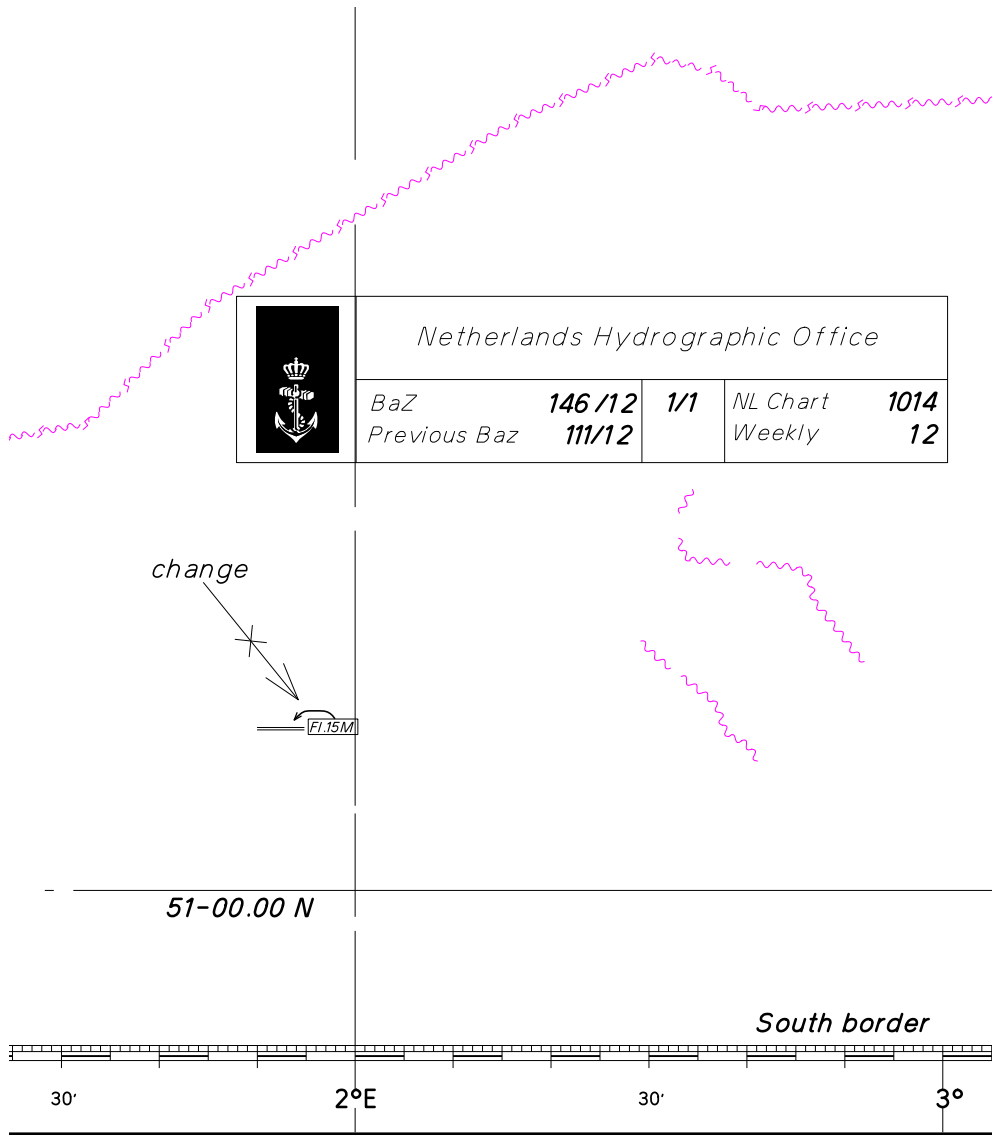 Netherlands Hydrographic Office
BaZ 146/12 1/1 NL Chart 1014
Previous Baz 111/12 Weekly 12
change
Fl.15M
51-00.00 N
South border
30' 2°E 30' 3°